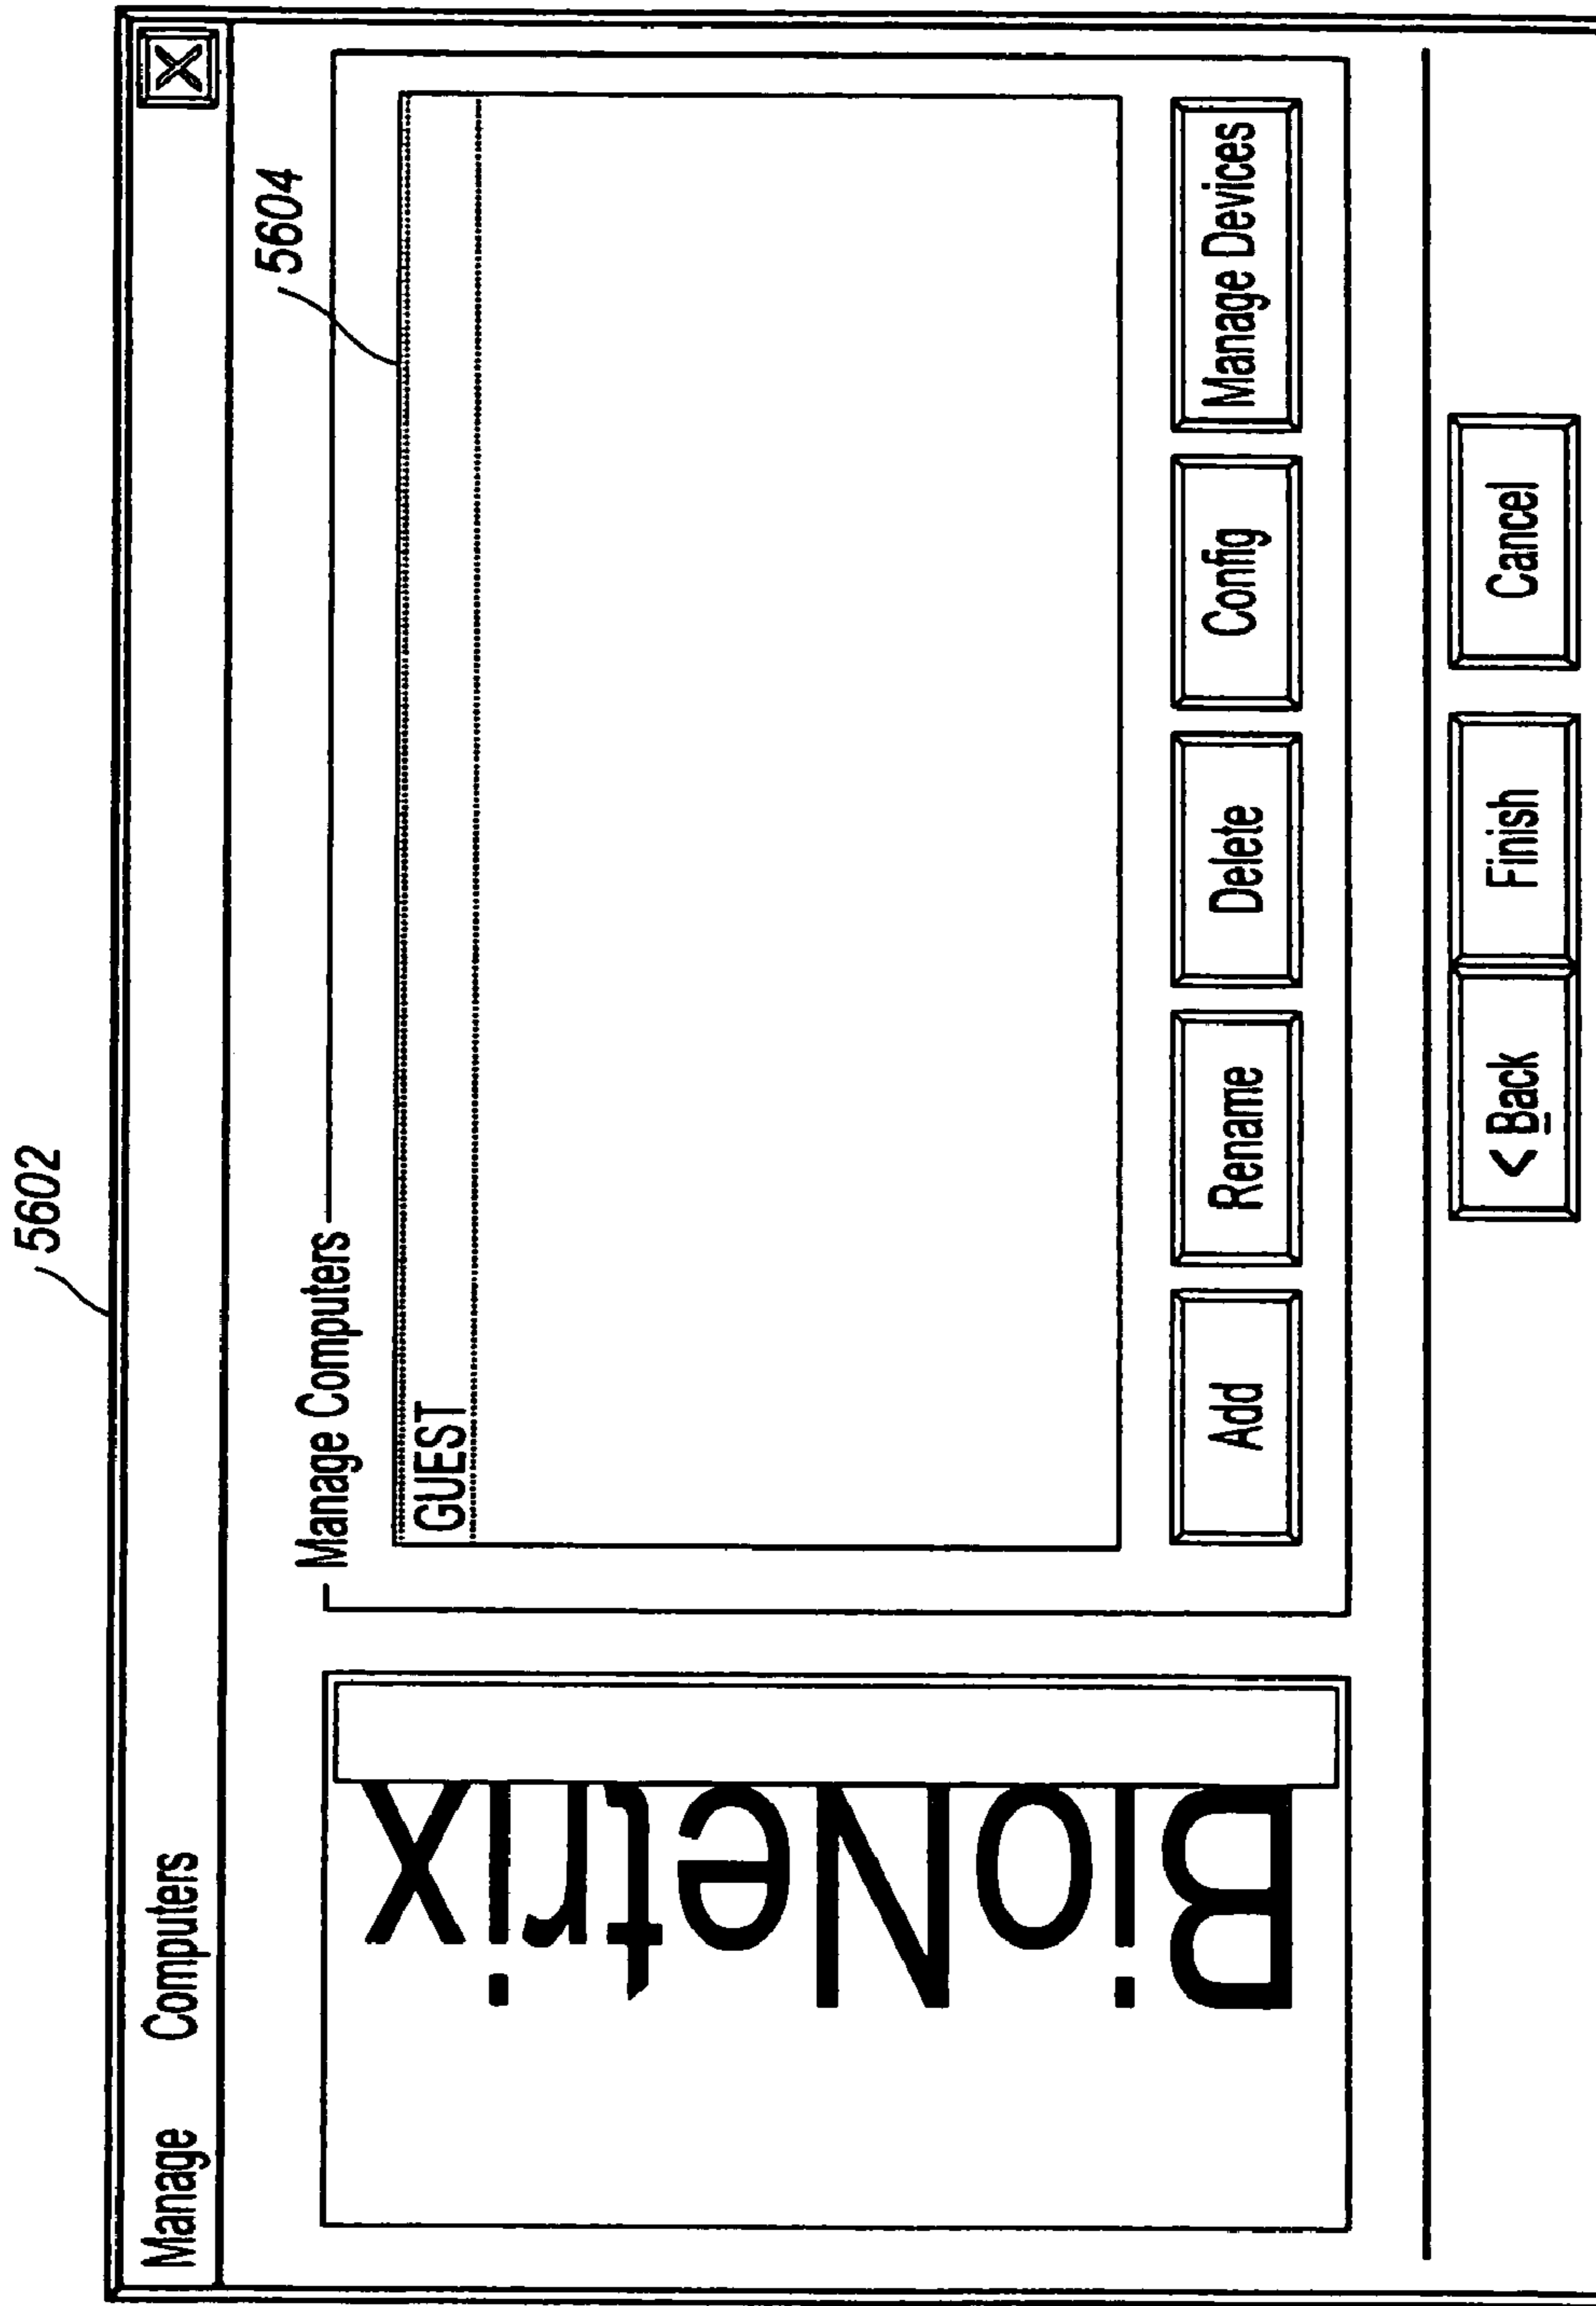 5602
Manage Computers
X
5604
Manage Computers
GUEST
BioNetrix
Add
Rename
Delete
Config
Manage Devices
< Back
Finish
Cancel